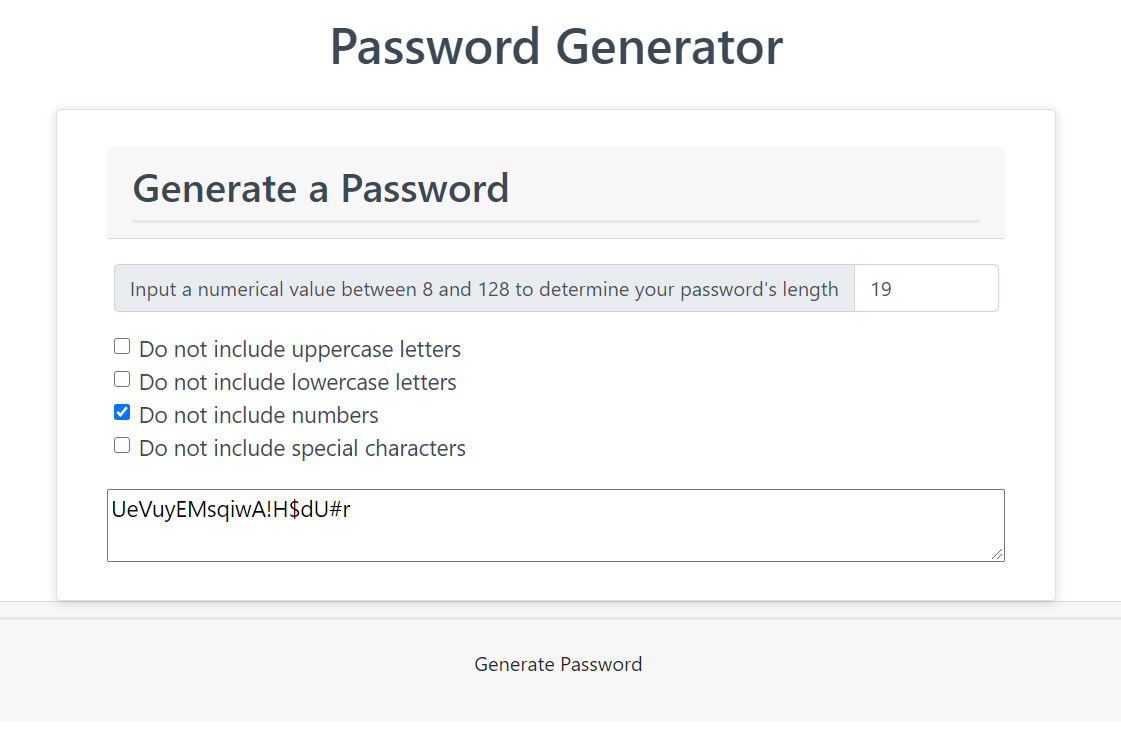 Password Generator
Generate a Password
Input a numerical value between 8 and 128 to determine your password's length 19
Do not include uppercase letters
Do not include lowercase letters
Do not include numbers
Do not include special characters
UeVuyEMsqiwA!H$dU#r
Generate Password